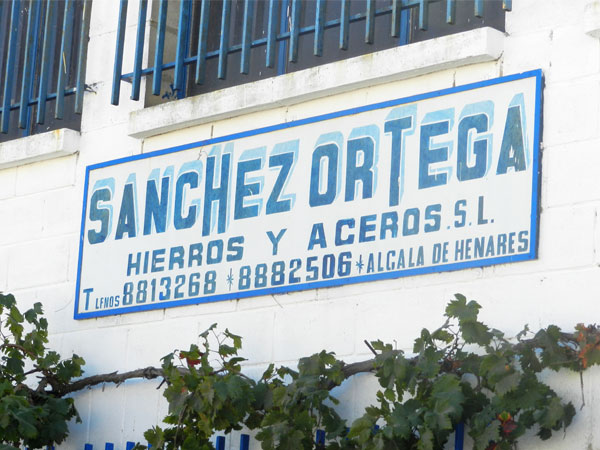 SANCHEZ ORTEGA
HIERROS Y ACEROS.S.L.
TLFNOS 8813268 * 8882506 * ALCALA DE HENARES